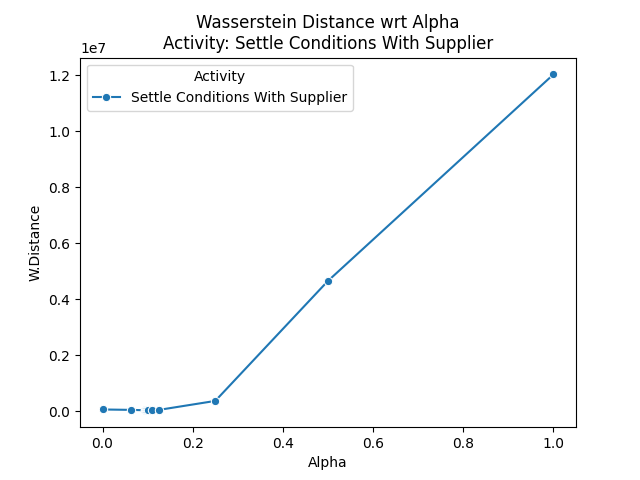 Wasserstein Distance wrt Alpha
Activity: Settle Conditions With Supplier
1e7
Activity
Settle Conditions With Supplier
1.2
1.0
0.8
0.6
0.4
0.2
0.0
W.Distance
0.0 0.2 0.4 0.6 0.8 1.0
Alpha